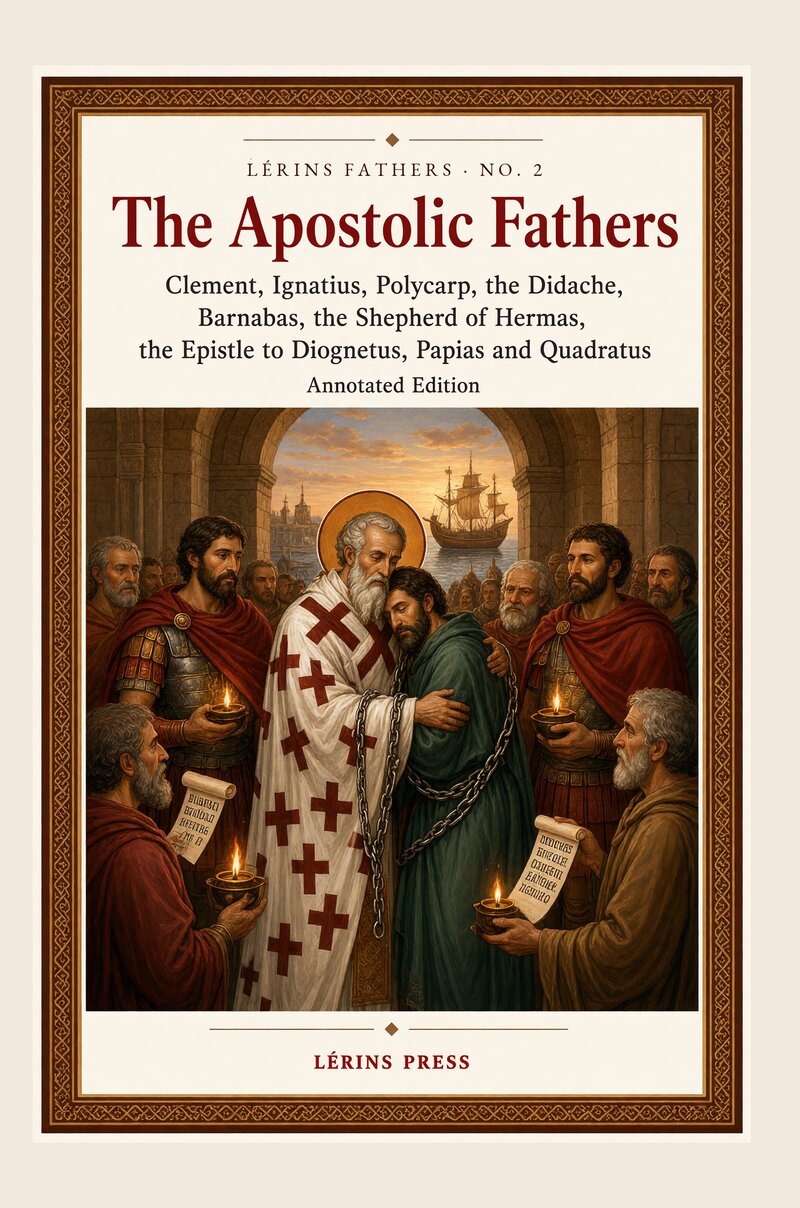 LÉRINS FATHERS · NO. 2
The Apostolic Fathers
Clement, Ignatius, Polycarp, the Didache,
Barnabas, the Shepherd of Hermas,
the Epistle to Diognetus, Papias and Quadratus
Annotated Edition
LÉRINS PRESS